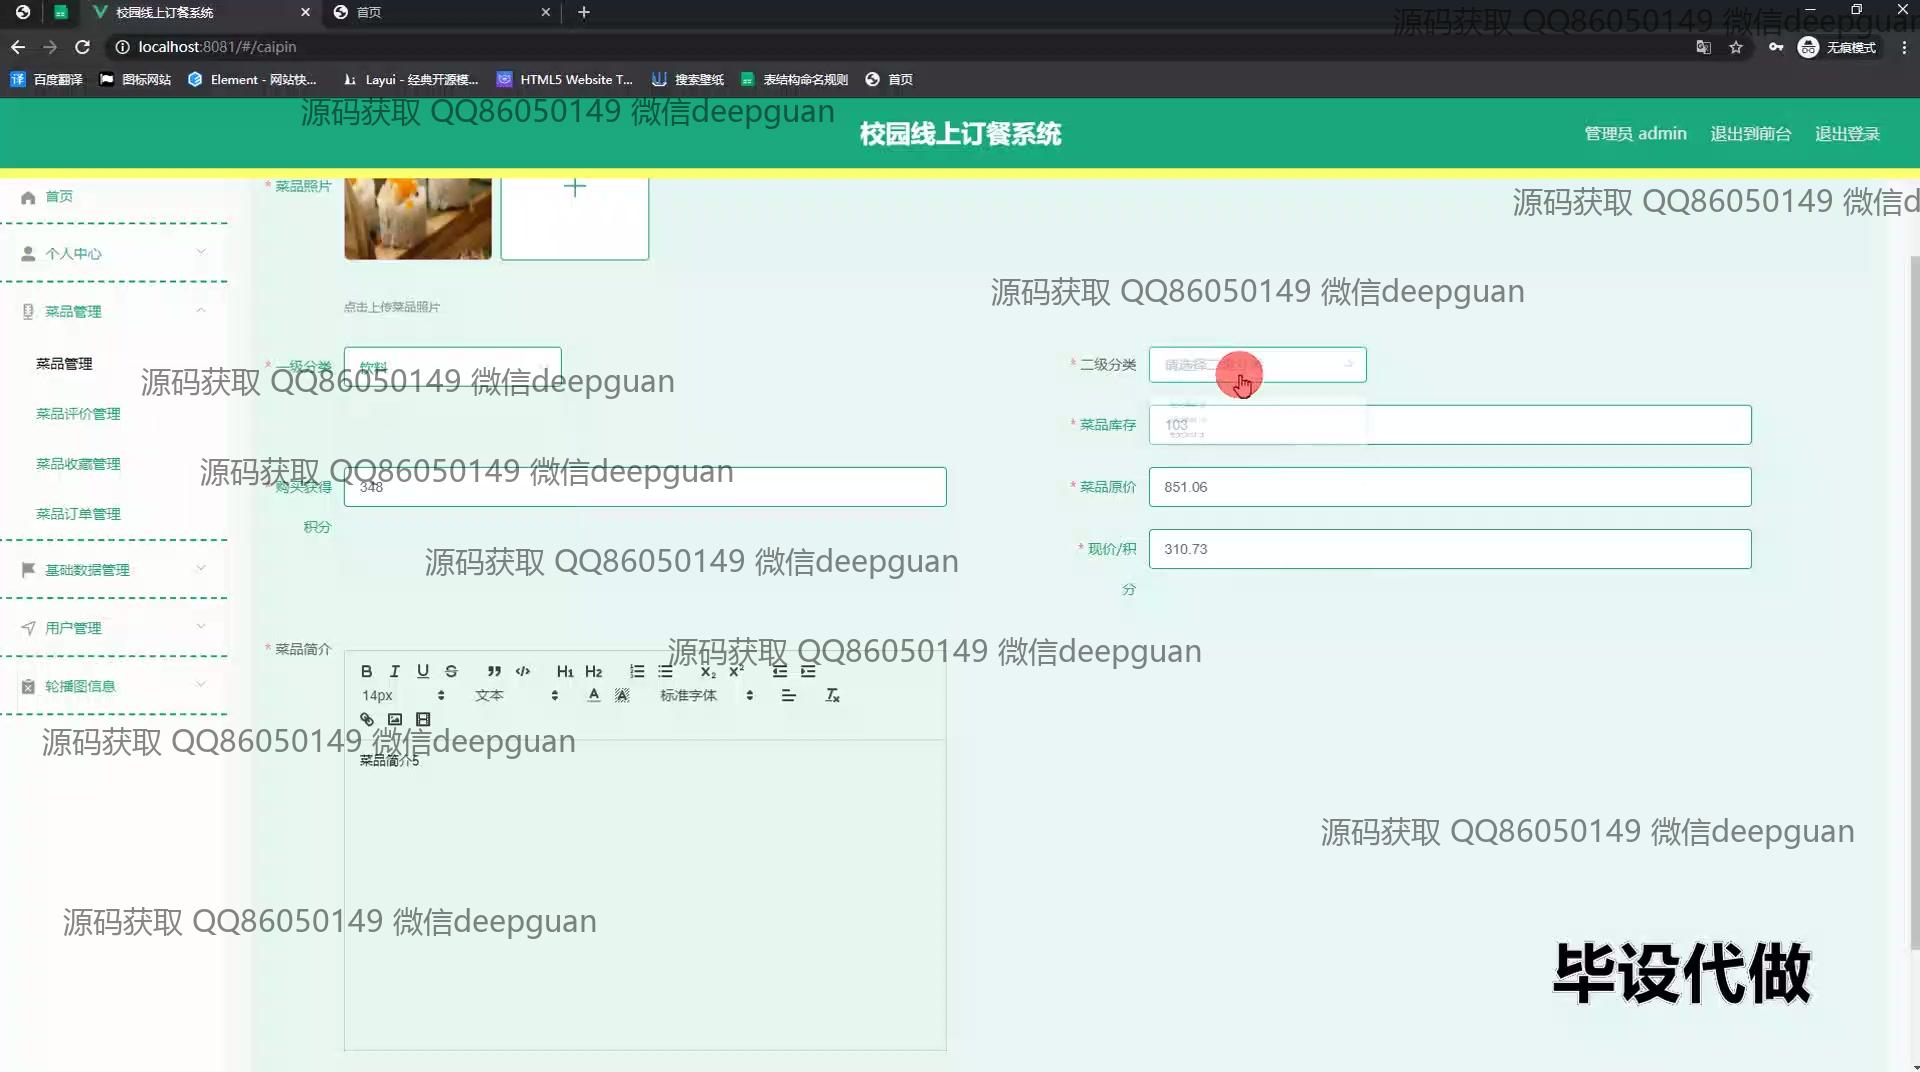 校园线上订餐系统
首页
localhost:8081/#/caipin
无痕模式
百度翻译
图标网站
Element - 网站快...
Layui - 经典开源模...
HTML5 Website T...
搜索壁纸
表结构命名规则
首页
源码获取 QQ86050149 微信deepguan
源码获取 QQ86050149 微信deepguan
校园线上订餐系统
管理员 admin
退出到前台
退出登录
首页
个人中心
菜品管理
菜品管理
菜品评价管理
菜品收藏管理
菜品订单管理
基础数据管理
用户管理
轮播图信息
* 菜品照片
源码获取 QQ86050149 微信d
点击上传菜品照片
源码获取 QQ86050149 微信deepguan
* 一级分类
饮料
* 二级分类
请选择
源码获取 QQ86050149 微信deepguan
* 菜品库存
103
源码获取 QQ86050149 微信deepguan
购买获得
积分
348
* 菜品原价
851.06
* 现价/积
分
310.73
源码获取 QQ86050149 微信deepguan
* 菜品简介
源码获取 QQ86050149 微信deepguan
B I U S H1 H2 X2 X2
14px
文本
标准字体
源码获取 QQ86050149 微信deepguan
菜品简介5
源码获取 QQ86050149 微信deepguan
源码获取 QQ86050149 微信deepguan
毕设代做